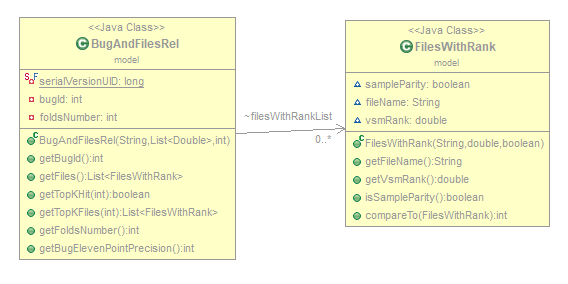 <<Java Class>>
BugAndFilesRel
model
serialVersionUID: long
bugId: int
foldsNumber: int
BugAndFilesRel(String,List<Double>,int)
getBugId():int
getFiles():List<FilesWithRank>
getTopKHit(int):boolean
getTopKFiles(int):List<FilesWithRank>
getFoldsNumber():int
getBugElevenPointPrecision():int
~filesWithRankList
0..*
<<Java Class>>
FilesWithRank
model
sampleParity: boolean
fileName: String
vsmRank: double
FilesWithRank(String,double,boolean)
getFileName():String
getVsmRank():double
isSampleParity():boolean
compareTo(FilesWithRank):int